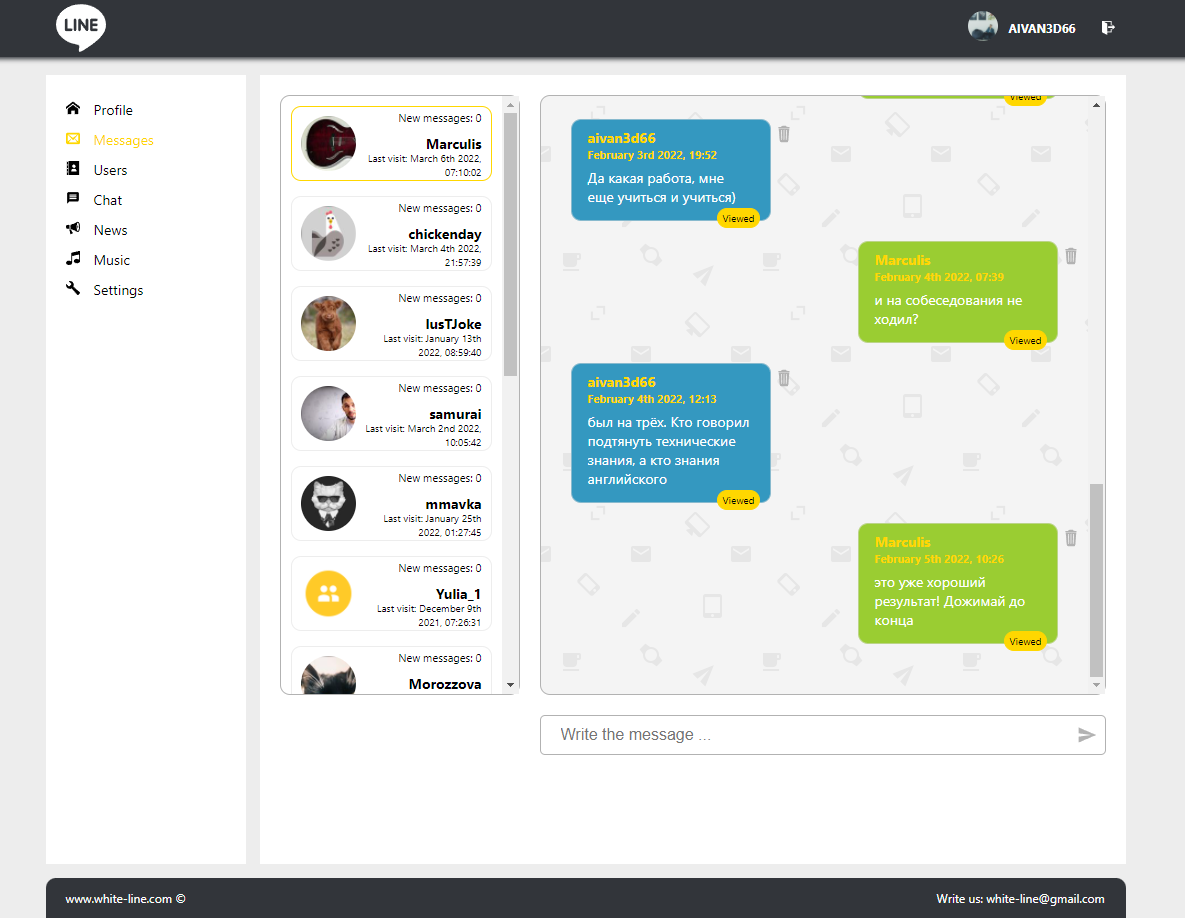 LINE
AIVAN3D66
Profile
Messages
Users
Chat
News
Music
Settings
New messages: 0
Marculis
Last visit: March 6th 2022,
07:10:02
New messages: 0
chickenday
Last visit: March 4th 2022,
21:57:39
New messages: 0
IusTJoke
Last visit: January 13th
2022, 08:59:40
New messages: 0
samurai
Last visit: March 2nd 2022,
10:05:42
New messages: 0
mmavka
Last visit: January 25th
2022, 01:27:45
New messages: 0
Yulia_1
Last visit: December 9th
2021, 07:26:31
New messages: 0
Morozzova
Viewed
aivan3d66
February 3rd 2022, 19:52
Да какая работа, мне
еще учиться и учиться)
Viewed
Marculis
February 4th 2022, 07:39
и на собеседования не
ходил?
Viewed
aivan3d66
February 4th 2022, 12:13
был на трёх. Кто говорил
подтянуть технические
знания, а кто знания
английского
Viewed
Marculis
February 5th 2022, 10:26
это уже хороший
результат! Дожимай до
конца
Viewed
Write the message ...
www.white-line.com ©
Write us: white-line@gmail.com